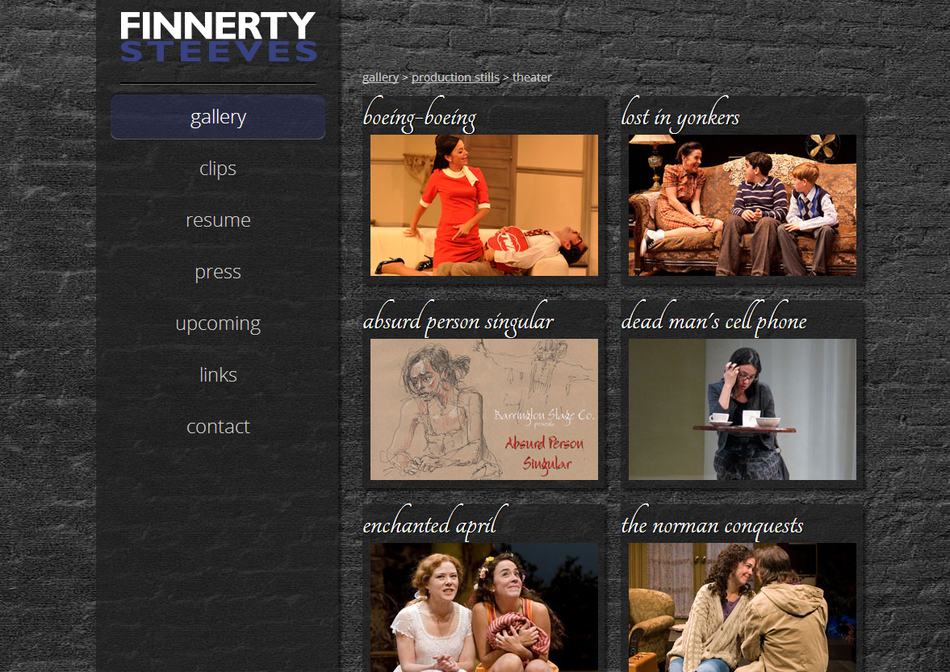 FINNERTY
STEEVES
gallery
clips
resume
press
upcoming
links
contact
gallery > production stills > theater
boeing-boeing
lost in yonkers
absurd person singular
Barrington Stage Co.
presents
Absurd Person
Singular
dead man's cell phone
enchanted april
the norman conquests